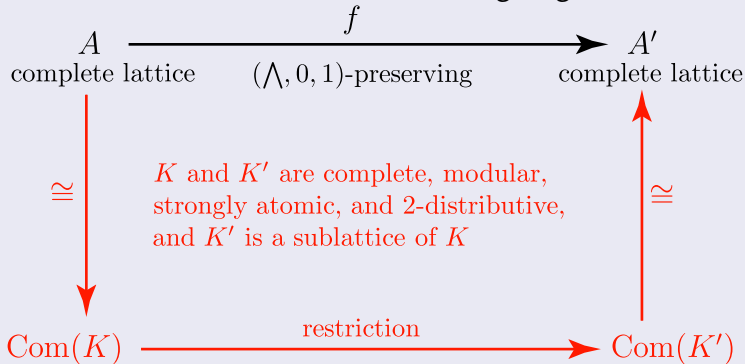 f
A A′
complete lattice (⋀, 0, 1)-preserving complete lattice
≅ K and K′ are complete, modular,
strongly atomic, and 2-distributive, ≅
and K′ is a sublattice of K
restriction
Com(K) Com(K′)